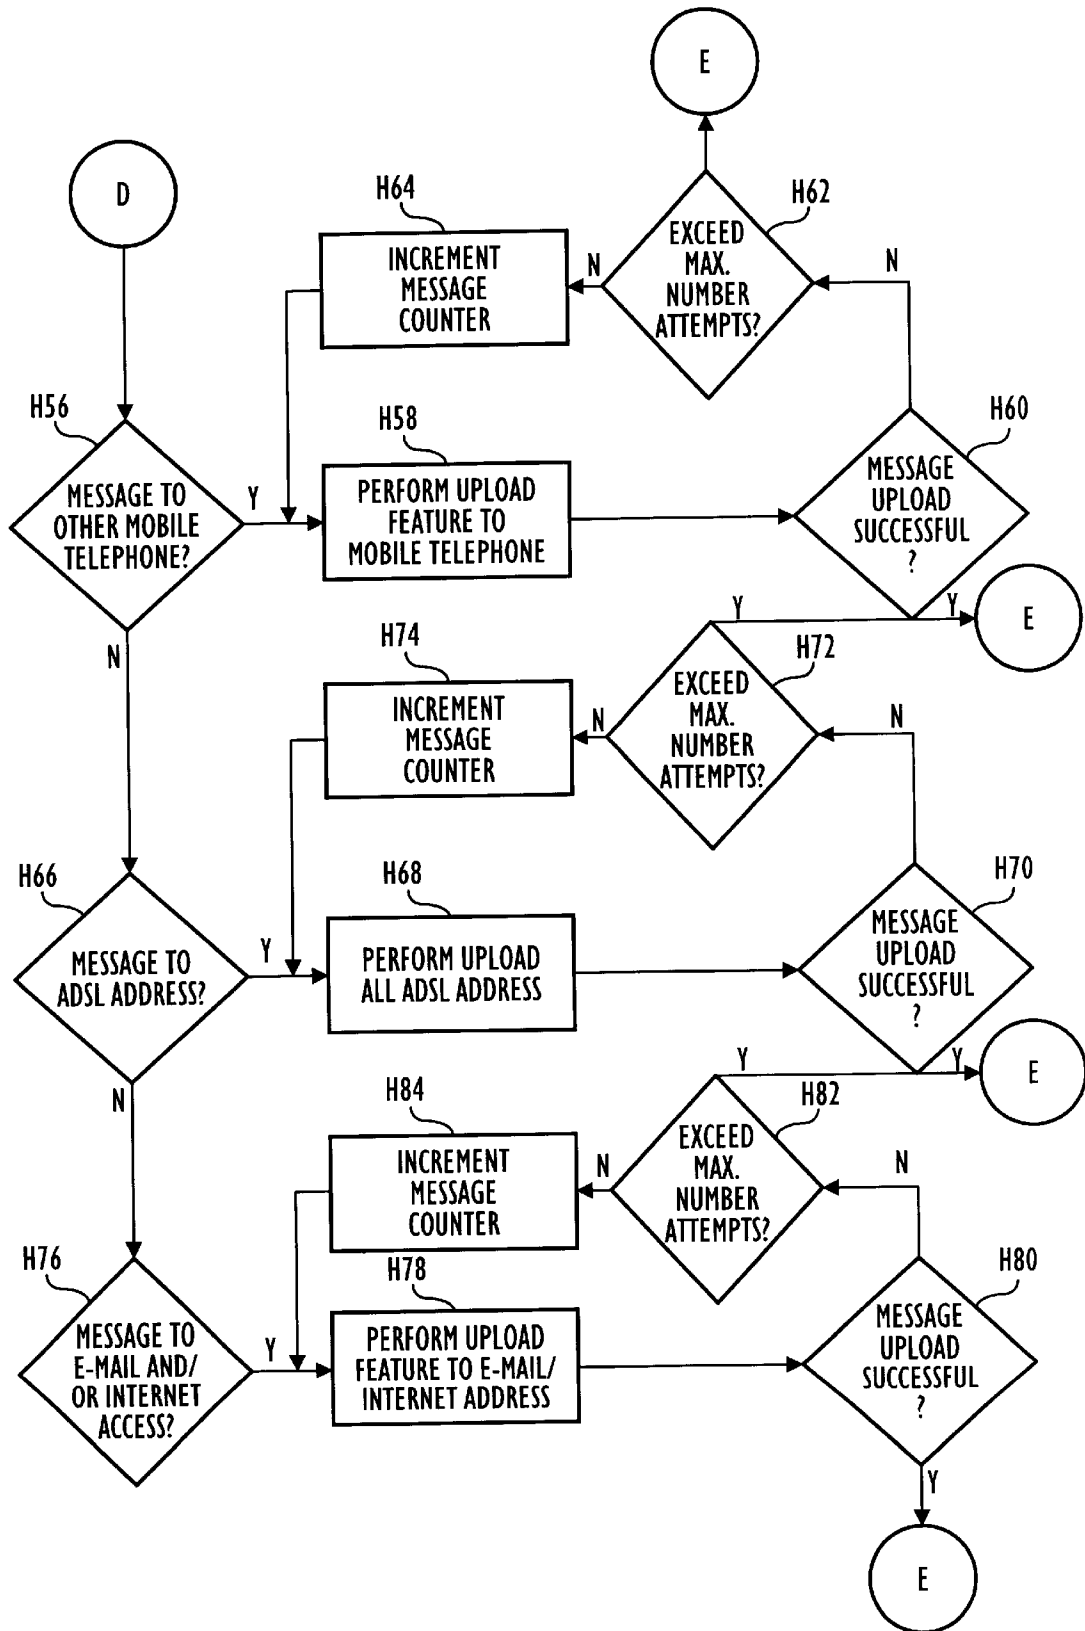 E
D
H64
INCREMENT
MESSAGE
COUNTER
N
H62
EXCEED
MAX.
NUMBER
ATTEMPTS?
N
H56
MESSAGE TO
OTHER MOBILE
TELEPHONE?
Y
H58
PERFORM UPLOAD
FEATURE TO
MOBILE TELEPHONE
H60
MESSAGE
UPLOAD
SUCCESSFUL
?
Y
Y
E
N
H74
INCREMENT
MESSAGE
COUNTER
N
H72
EXCEED
MAX.
NUMBER
ATTEMPTS?
N
H66
MESSAGE TO
ADSL ADDRESS?
Y
H68
PERFORM UPLOAD
ALL ADSL ADDRESS
H70
MESSAGE
UPLOAD
SUCCESSFUL
?
Y
Y
E
N
H84
INCREMENT
MESSAGE
COUNTER
N
H82
EXCEED
MAX.
NUMBER
ATTEMPTS?
N
H76
MESSAGE TO
E-MAIL AND/
OR INTERNET
ACCESS?
Y
H78
PERFORM UPLOAD
FEATURE TO E-MAIL/
INTERNET ADDRESS
H80
MESSAGE
UPLOAD
SUCCESSFUL
?
Y
E